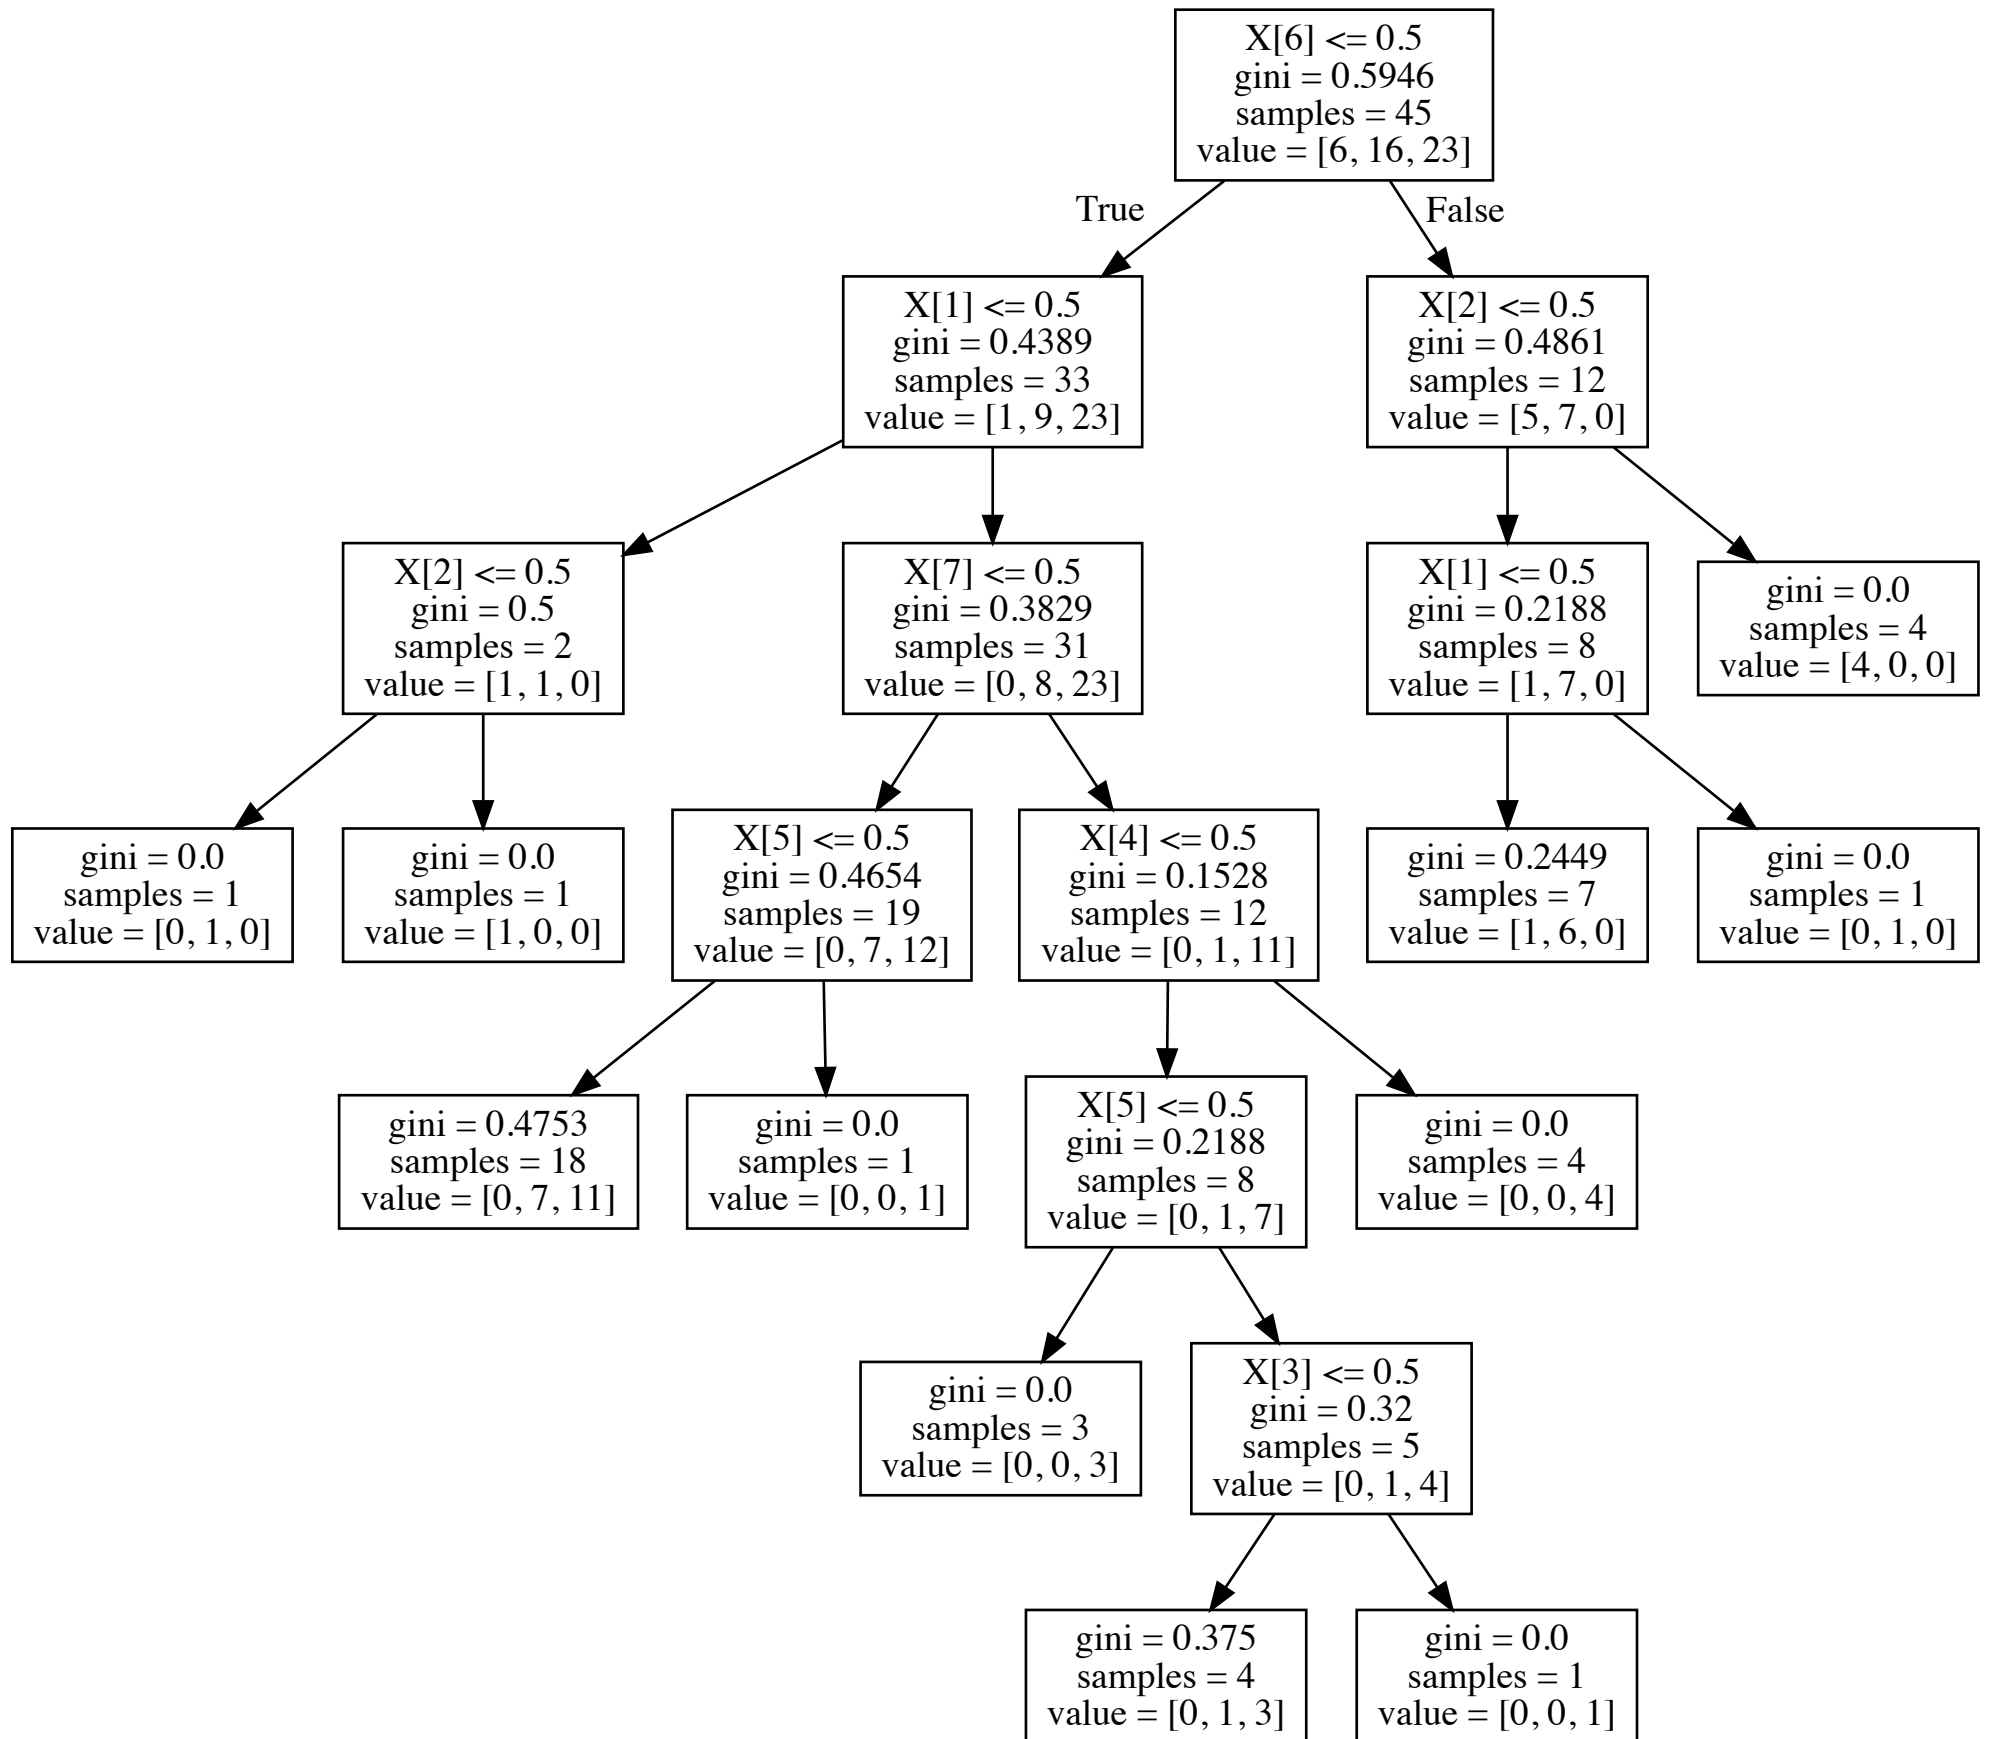 X[6] <= 0.5
gini = 0.5946
samples = 45
value = [6, 16, 23]
True
False
X[1] <= 0.5
gini = 0.4389
samples = 33
value = [1, 9, 23]
X[2] <= 0.5
gini = 0.4861
samples = 12
value = [5, 7, 0]
X[2] <= 0.5
gini = 0.5
samples = 2
value = [1, 1, 0]
X[7] <= 0.5
gini = 0.3829
samples = 31
value = [0, 8, 23]
X[1] <= 0.5
gini = 0.2188
samples = 8
value = [1, 7, 0]
gini = 0.0
samples = 4
value = [4, 0, 0]
gini = 0.0
samples = 1
value = [0, 1, 0]
gini = 0.0
samples = 1
value = [1, 0, 0]
X[5] <= 0.5
gini = 0.4654
samples = 19
value = [0, 7, 12]
X[4] <= 0.5
gini = 0.1528
samples = 12
value = [0, 1, 11]
gini = 0.2449
samples = 7
value = [1, 6, 0]
gini = 0.0
samples = 1
value = [0, 1, 0]
gini = 0.4753
samples = 18
value = [0, 7, 11]
gini = 0.0
samples = 1
value = [0, 0, 1]
X[5] <= 0.5
gini = 0.2188
samples = 8
value = [0, 1, 7]
gini = 0.0
samples = 4
value = [0, 0, 4]
gini = 0.0
samples = 3
value = [0, 0, 3]
X[3] <= 0.5
gini = 0.32
samples = 5
value = [0, 1, 4]
gini = 0.375
samples = 4
value = [0, 1, 3]
gini = 0.0
samples = 1
value = [0, 0, 1]